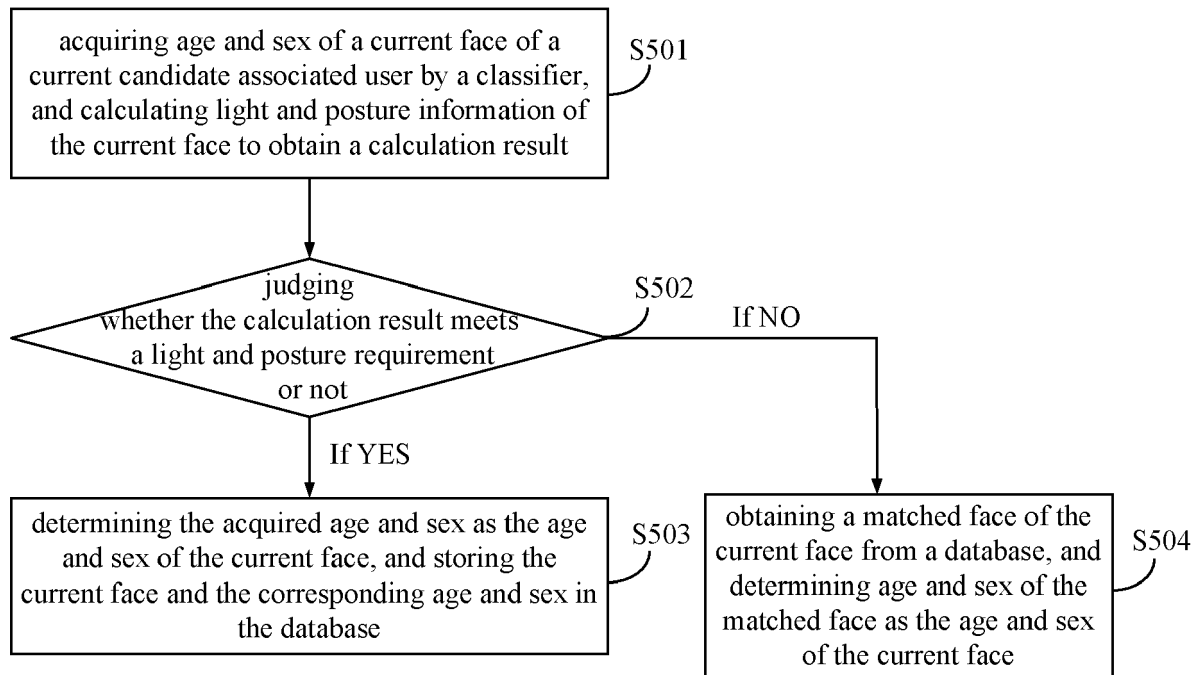 acquiring age and sex of a current face of a
current candidate associated user by a classifier,
and calculating light and posture information of
the current face to obtain a calculation result
S501
judging
whether the calculation result meets
a light and posture requirement
or not
S502
If NO
If YES
determining the acquired age and sex as the age
and sex of the current face, and storing the
current face and the corresponding age and sex in
the database
S503
obtaining a matched face of the
current face from a database, and
determining age and sex of the
matched face as the age and sex
of the current face
S504